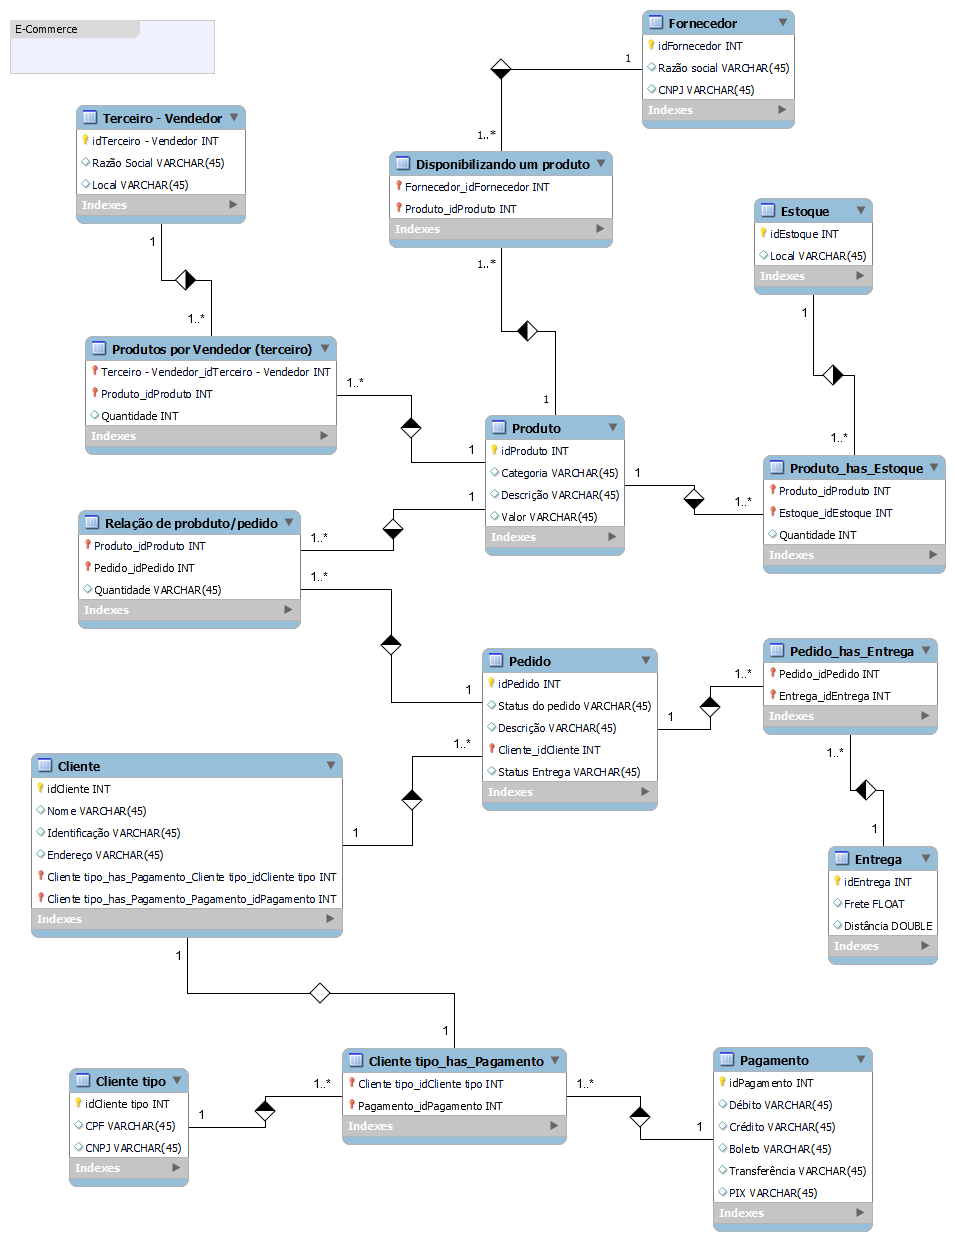 E-Commerce
Fornecedor
idFornecedor INT
Razão social VARCHAR(45)
CNPJ VARCHAR(45)
Indexes
1
1..*
Terceiro - Vendedor
idTerceiro - Vendedor INT
Razão Social VARCHAR(45)
Local VARCHAR(45)
Indexes
1
1..*
Disponibilizando um produto
Fornecedor_idFornecedor INT
Produto_idProduto INT
Indexes
1..*
1
Estoque
idEstoque INT
Local VARCHAR(45)
Indexes
1
1..*
Produtos por Vendedor (terceiro)
Terceiro - Vendedor_idTerceiro - Vendedor INT
Produto_idProduto INT
Quantidade INT
Indexes
1..*
1
Produto
idProduto INT
Categoria VARCHAR(45)
Descrição VARCHAR(45)
Valor VARCHAR(45)
Indexes
1
1..*
Produto_has_Estoque
Produto_idProduto INT
Estoque_idEstoque INT
Quantidade INT
Indexes
1
1..*
Relação de probduto/pedido
Produto_idProduto INT
Pedido_idPedido INT
Quantidade VARCHAR(45)
Indexes
1..*
1
Pedido
idPedido INT
Status do pedido VARCHAR(45)
Descrição VARCHAR(45)
Cliente_idCliente INT
Status Entrega VARCHAR(45)
Indexes
1
1..*
Pedido_has_Entrega
Pedido_idPedido INT
Entrega_idEntrega INT
Indexes
1..*
1
Cliente
idCliente INT
Nome VARCHAR(45)
Identificação VARCHAR(45)
Endereço VARCHAR(45)
Cliente tipo_has_Pagamento_Cliente tipo_idCliente tipo INT
Cliente tipo_has_Pagamento_Pagamento_idPagamento INT
Indexes
1
1..*
Entrega
idEntrega INT
Frete FLOAT
Distância DOUBLE
Indexes
1
1
Cliente tipo_has_Pagamento
Cliente tipo_idCliente tipo INT
Pagamento_idPagamento INT
Indexes
1..*
1..*
Cliente tipo
idCliente tipo INT
CPF VARCHAR(45)
CNPJ VARCHAR(45)
Indexes
1
Pagamento
idPagamento INT
Débito VARCHAR(45)
Crédito VARCHAR(45)
Boleto VARCHAR(45)
Transferência VARCHAR(45)
PIX VARCHAR(45)
Indexes
1